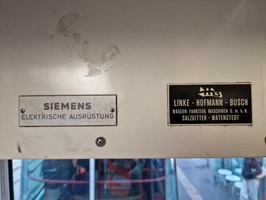 SIEMENS
ELEKTRISCHE AUSRÜSTUNG
LINKE - HOFMANN - BUSCH
WAGGON FAHRZEUG MASCHINEN G.m.b.H.
SALZGITTER - WATENSTEDT